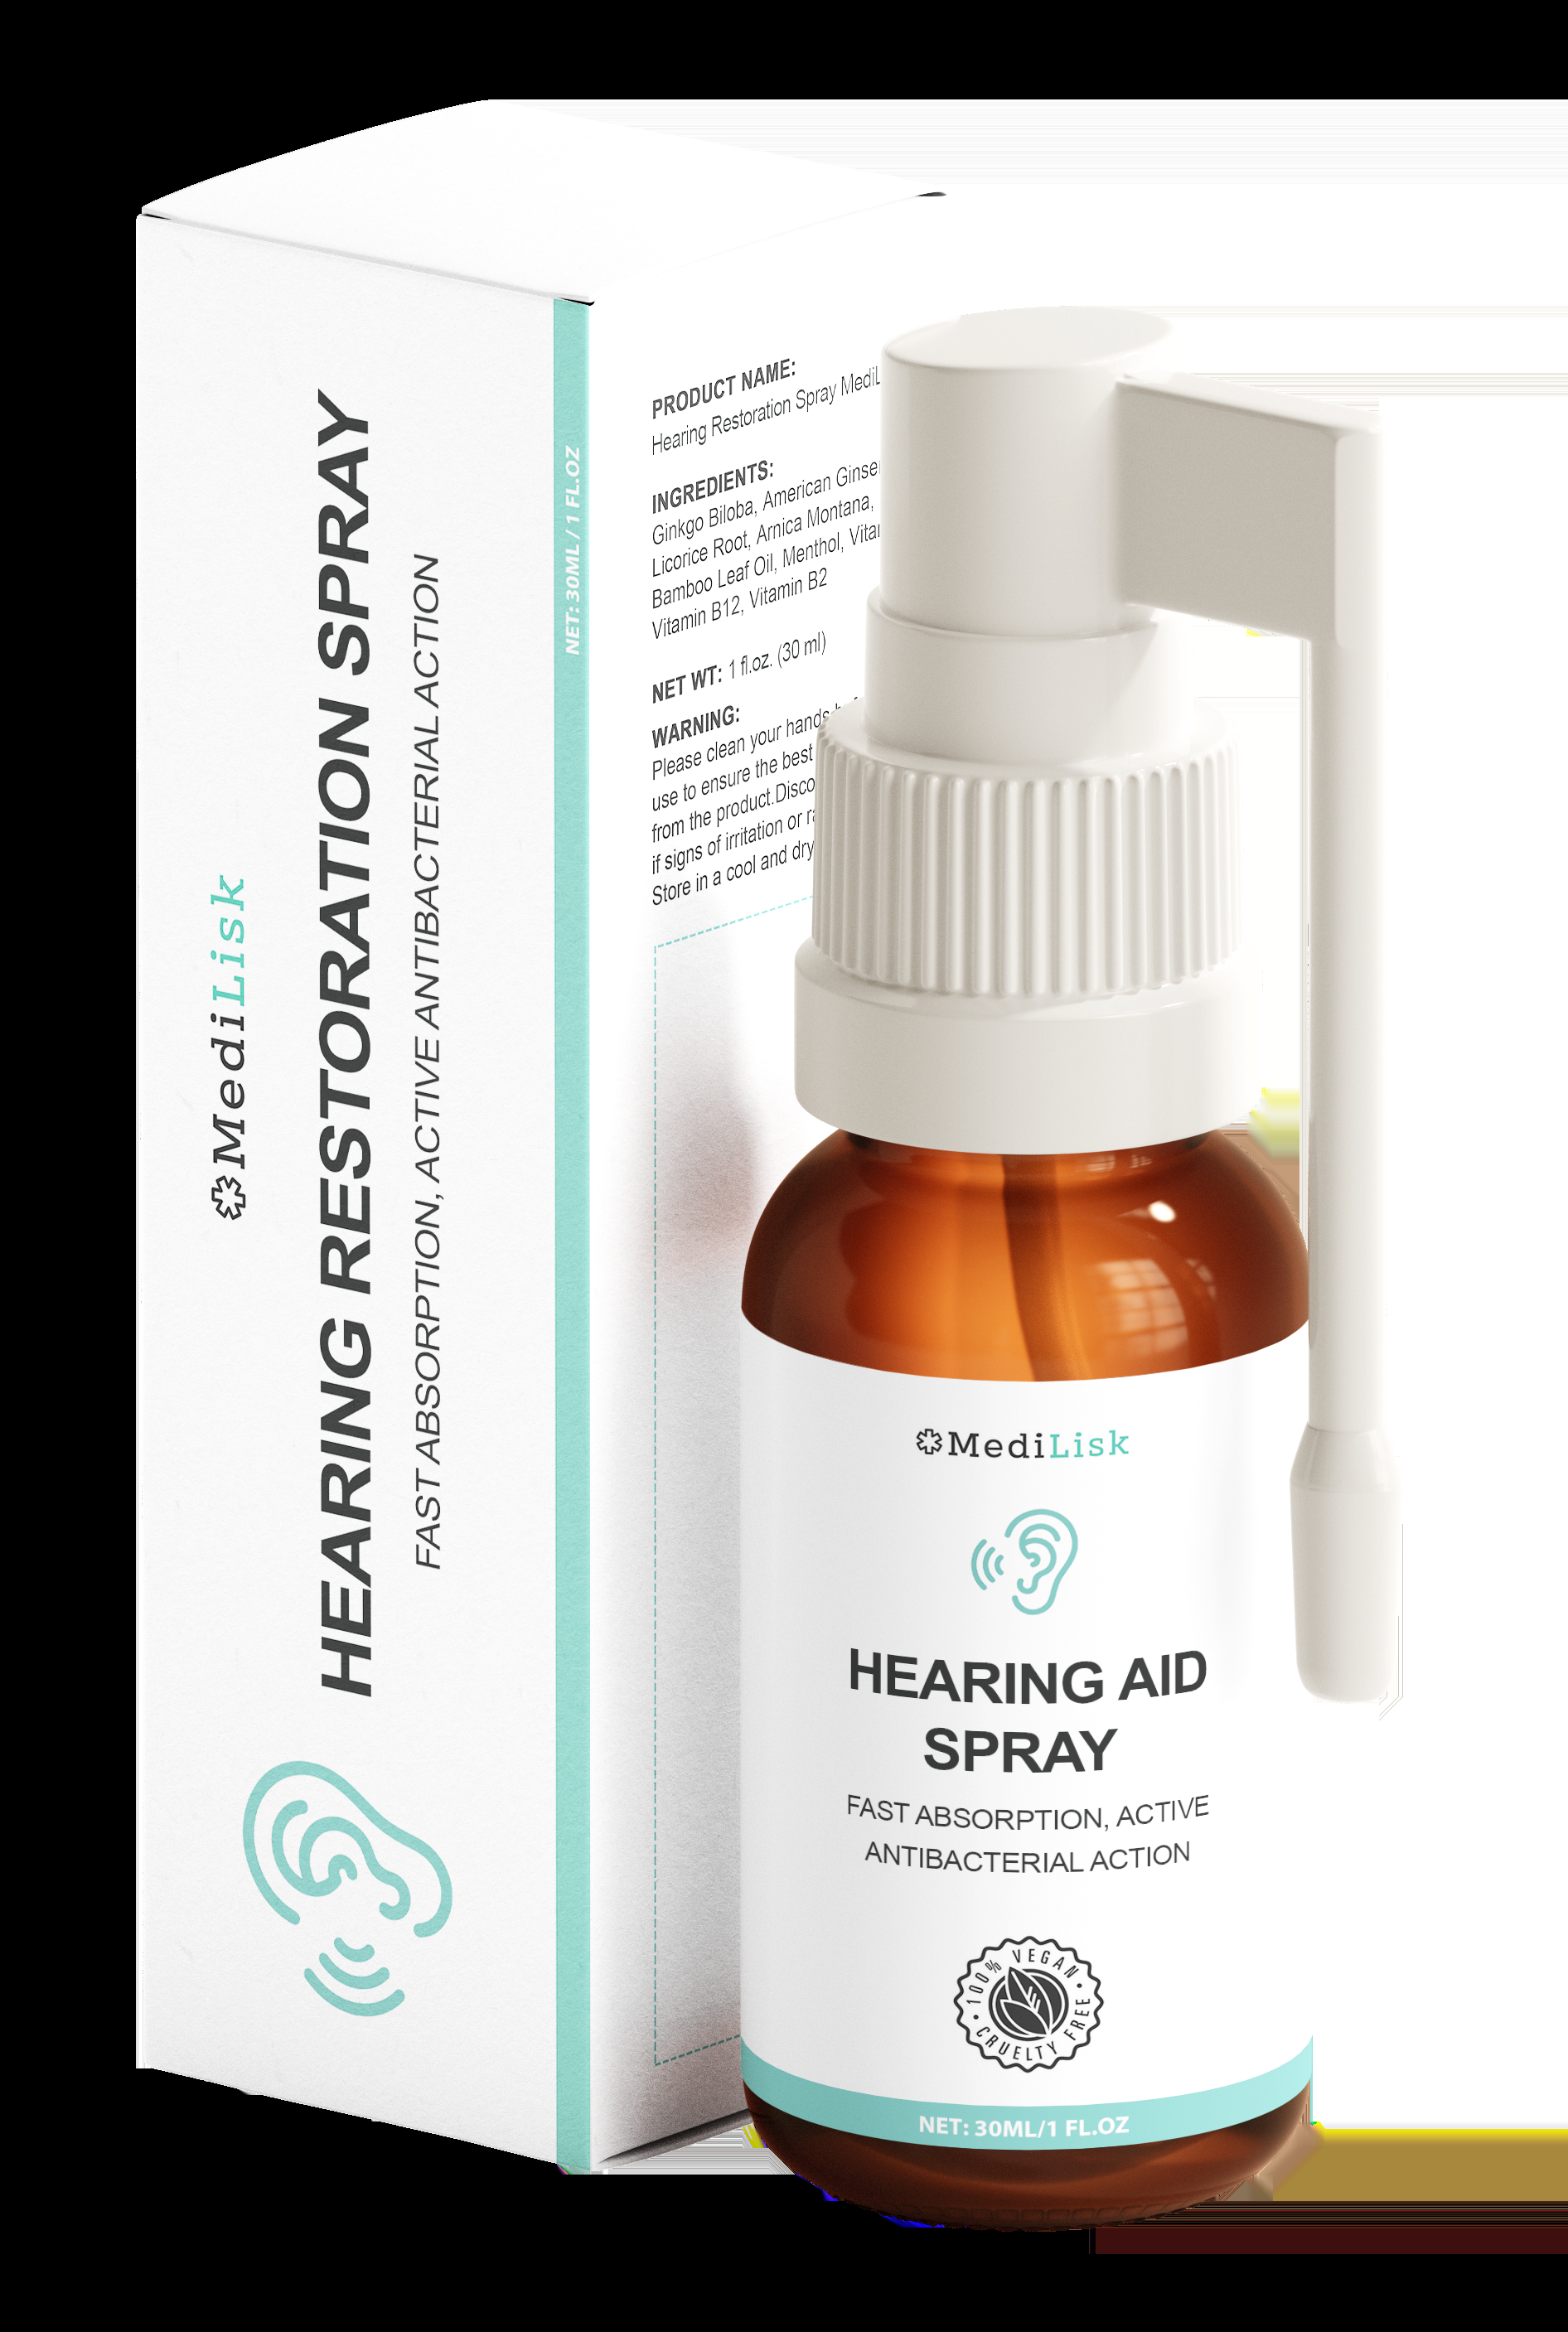 MediLisk
HEARING RESTORATION SPRAY
FAST ABSORPTION, ACTIVE ANTIBACTERIAL ACTION
NET: 30ML / 1 FL.OZ
PRODUCT NAME:
Hearing Restoration Spray
INGREDIENTS:
Ginkgo Biloba, American
Licorice Root, Arnica Montana,
Bamboo Leaf Oil, Menthol,
Vitamin B12, Vitamin B2
NET WT: 1 fl.oz. (30 ml)
WARNING:
Please clean your hands
use to ensure the best
from the product.
if signs of irritation or
Store in a cool and dry
MediLisk
HEARING AID
SPRAY
FAST ABSORPTION, ACTIVE
ANTIBACTERIAL ACTION
100% VEGAN
CRUELTY FREE
NET: 30ML/1 FL.OZ